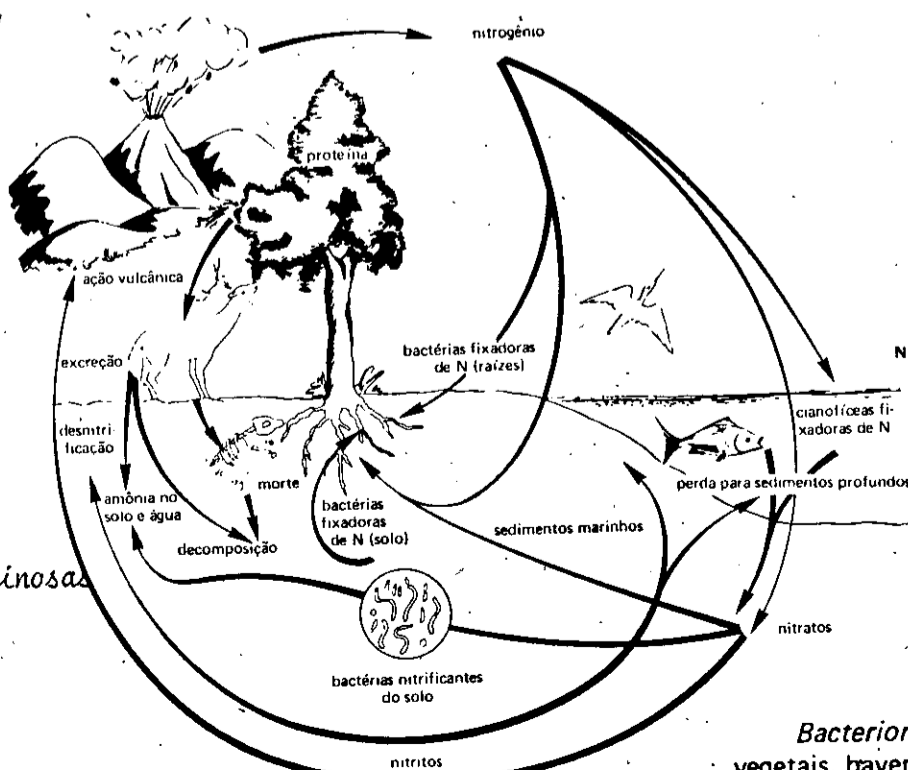 nitrogênio
proteína
ação vulcânica
bactérias fixadoras
de N (raízes)
N
excreção
cianofíceas fi-
xadoras de N
desnitri-
ficação
perda para sedimentos profundos
morte
amônia no
solo e água
bactérias
fixadoras
de N (solo)
sedimentos marinhos
decomposição
inosas
nitratos
bactérias nitrificantes
do solo
Bacterior
vegetais haver
nitritos